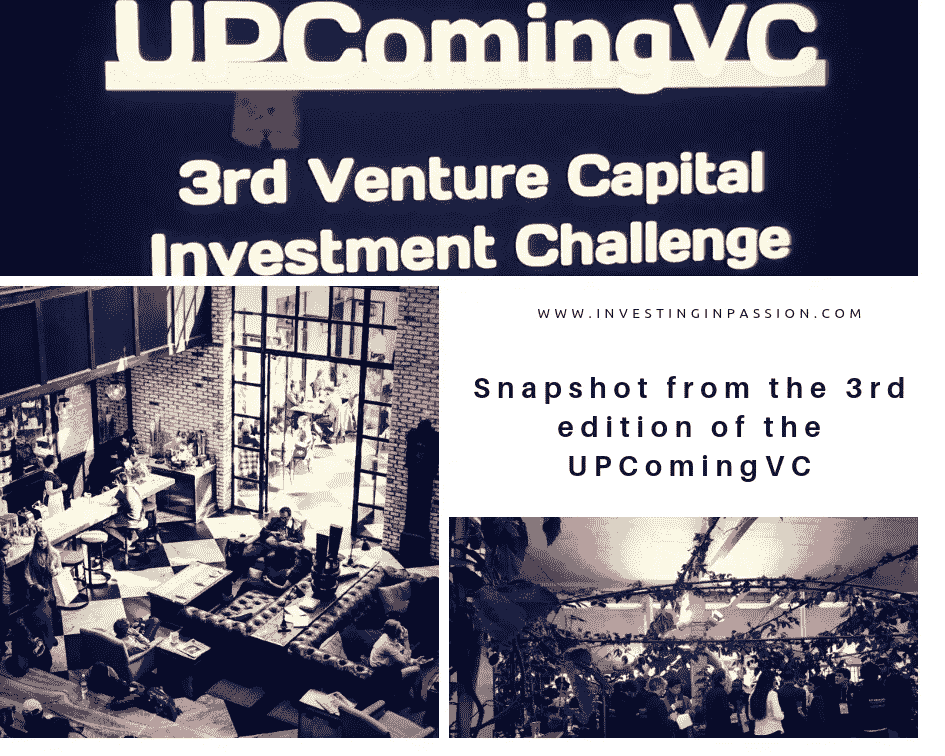 UPComingVC
3rd Venture Capital
Investment Challenge
WWW.INVESTINGINPASSION.COM
Snapshot from the 3rd
edition of the
UPComingVC